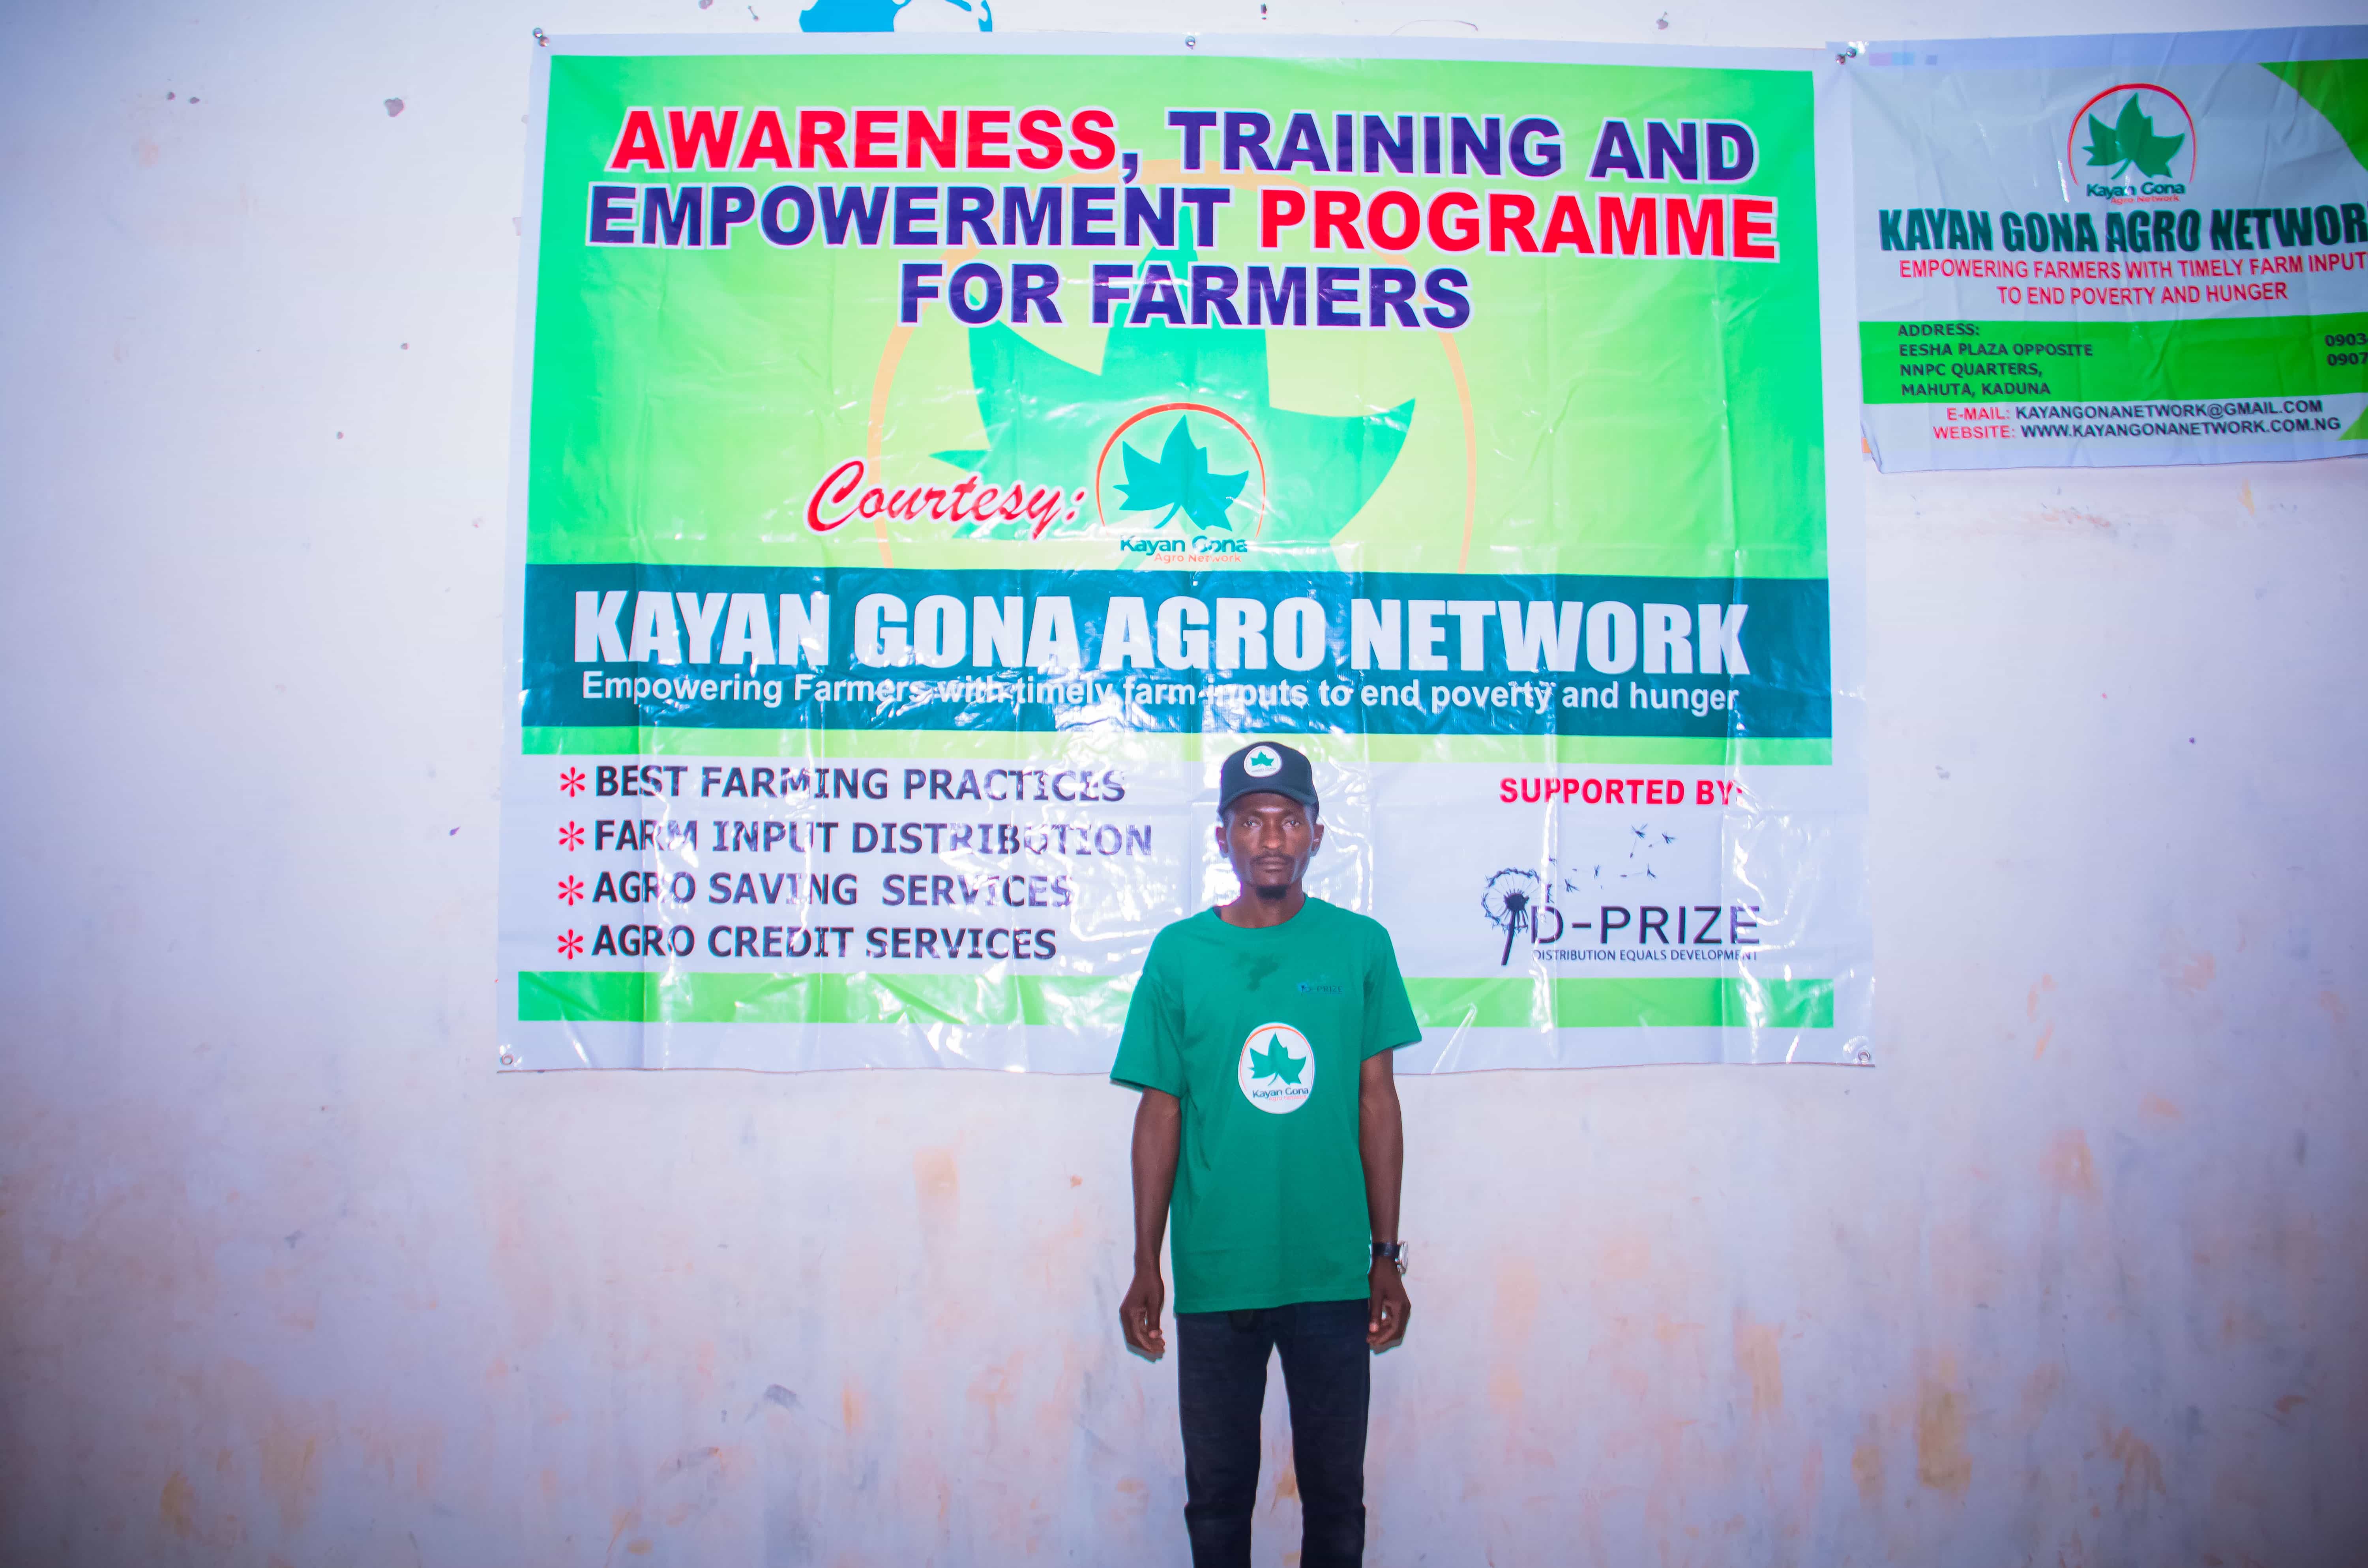 AWARENESS, TRAINING AND
EMPOWERMENT PROGRAMME
FOR FARMERS
Courtesy:
Kayan Gona
Agro Network
KAYAN GONA AGRO NETWORK
Empowering Farmers with timely farm inputs to end poverty and hunger
* BEST FARMING PRACTICES
* FARM INPUT DISTRIBUTION
* AGRO SAVING SERVICES
* AGRO CREDIT SERVICES
SUPPORTED BY:
D-PRIZE
DISTRIBUTION EQUALS DEVELOPMENT
Kayan Gona
Agro Network
KAYAN GONA AGRO NETWOR
EMPOWERING FARMERS WITH TIMELY FARM INPUT
TO END POVERTY AND HUNGER
ADDRESS:
EESHA PLAZA OPPOSITE
NNPC QUARTERS,
MAHUTA, KADUNA
0903
0907
E-MAIL: KAYANGONANETWORK@GMAIL.COM
WEBSITE: WWW.KAYANGONANETWORK.COM.NG
D-PRIZE
Kayan Gona